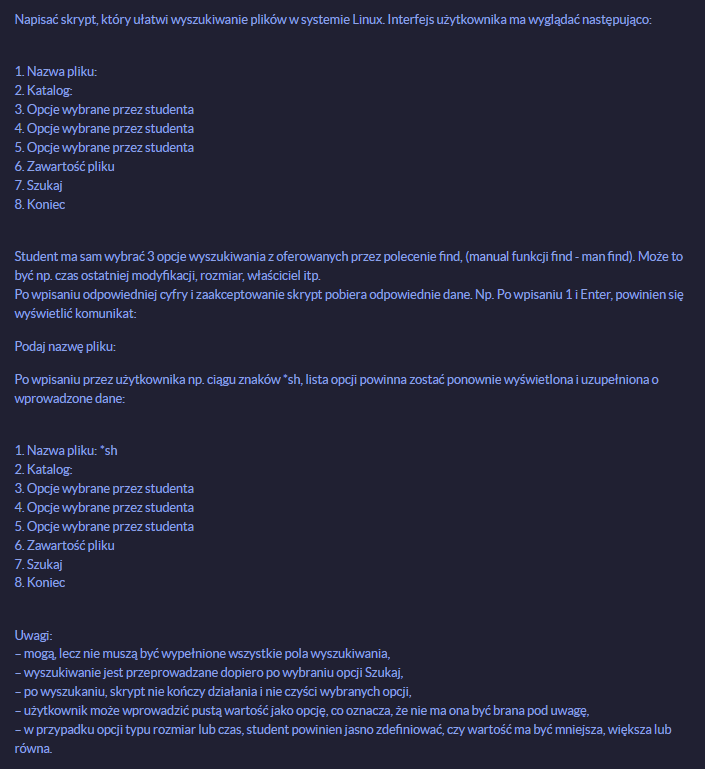 Napisać skrypt, który ułatwi wyszukiwanie plików w systemie Linux. Interfejs użytkownika ma wyglądać następująco:
1. Nazwa pliku:
2. Katalog:
3. Opcje wybrane przez studenta
4. Opcje wybrane przez studenta
5. Opcje wybrane przez studenta
6. Zawartość pliku
7. Szukaj
8. Koniec
Student ma sam wybrać 3 opcje wyszukiwania z oferowanych przez polecenie find, (manual funkcji find - man find). Może to
być np. czas ostatniej modyfikacji, rozmiar, właściciel itp.
Po wpisaniu odpowiedniej cyfry i zaakceptowanie skrypt pobiera odpowiednie dane. Np. Po wpisaniu 1 i Enter, powinien się
wyświetlić komunikat:
Podaj nazwę pliku:
Po wpisaniu przez użytkownika np. ciągu znaków *sh, lista opcji powinna zostać ponownie wyświetlona i uzupełniona o
wprowadzone dane:
1. Nazwa pliku: *sh
2. Katalog:
3. Opcje wybrane przez studenta
4. Opcje wybrane przez studenta
5. Opcje wybrane przez studenta
6. Zawartość pliku
7. Szukaj
8. Koniec
Uwagi:
– mogą, lecz nie muszą być wypełnione wszystkie pola wyszukiwania,
– wyszukiwanie jest przeprowadzane dopiero po wybraniu opcji Szukaj,
– po wyszukaniu, skrypt nie kończy działania i nie czyści wybranych opcji,
– użytkownik może wprowadzić pustą wartość jako opcję, co oznacza, że nie ma ona być brana pod uwagę,
– w przypadku opcji typu rozmiar lub czas, student powinien jasno zdefiniować, czy wartość ma być mniejsza, większa lub
równa.